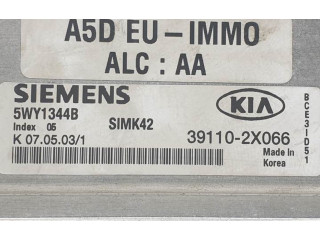 A5D EU-IMMO
ALC : AA
SIEMENS
KIA
5WY1344B
Index 05
SIMK42
K 07.05.03/1
39110-2X066
Made in
Korea
BCE3ID51